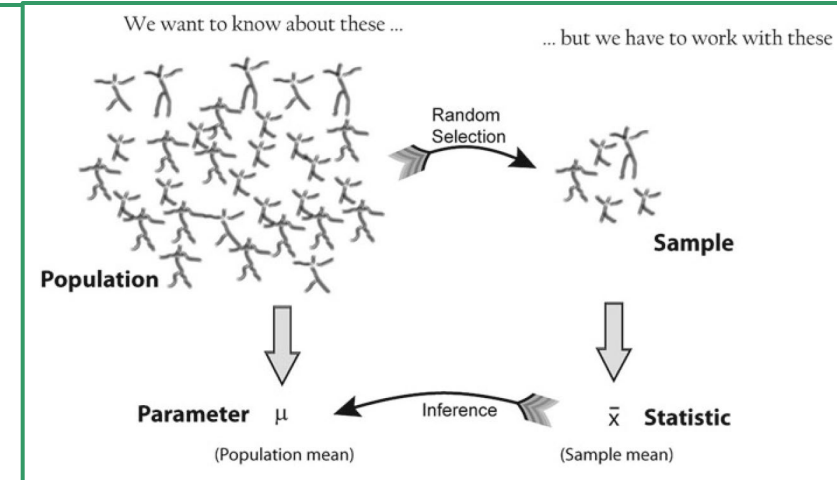 We want to know about these ...
... but we have to work with these
Random
Selection
Sample
Population
Parameter μ
Inference
x̄ Statistic
(Population mean)
(Sample mean)